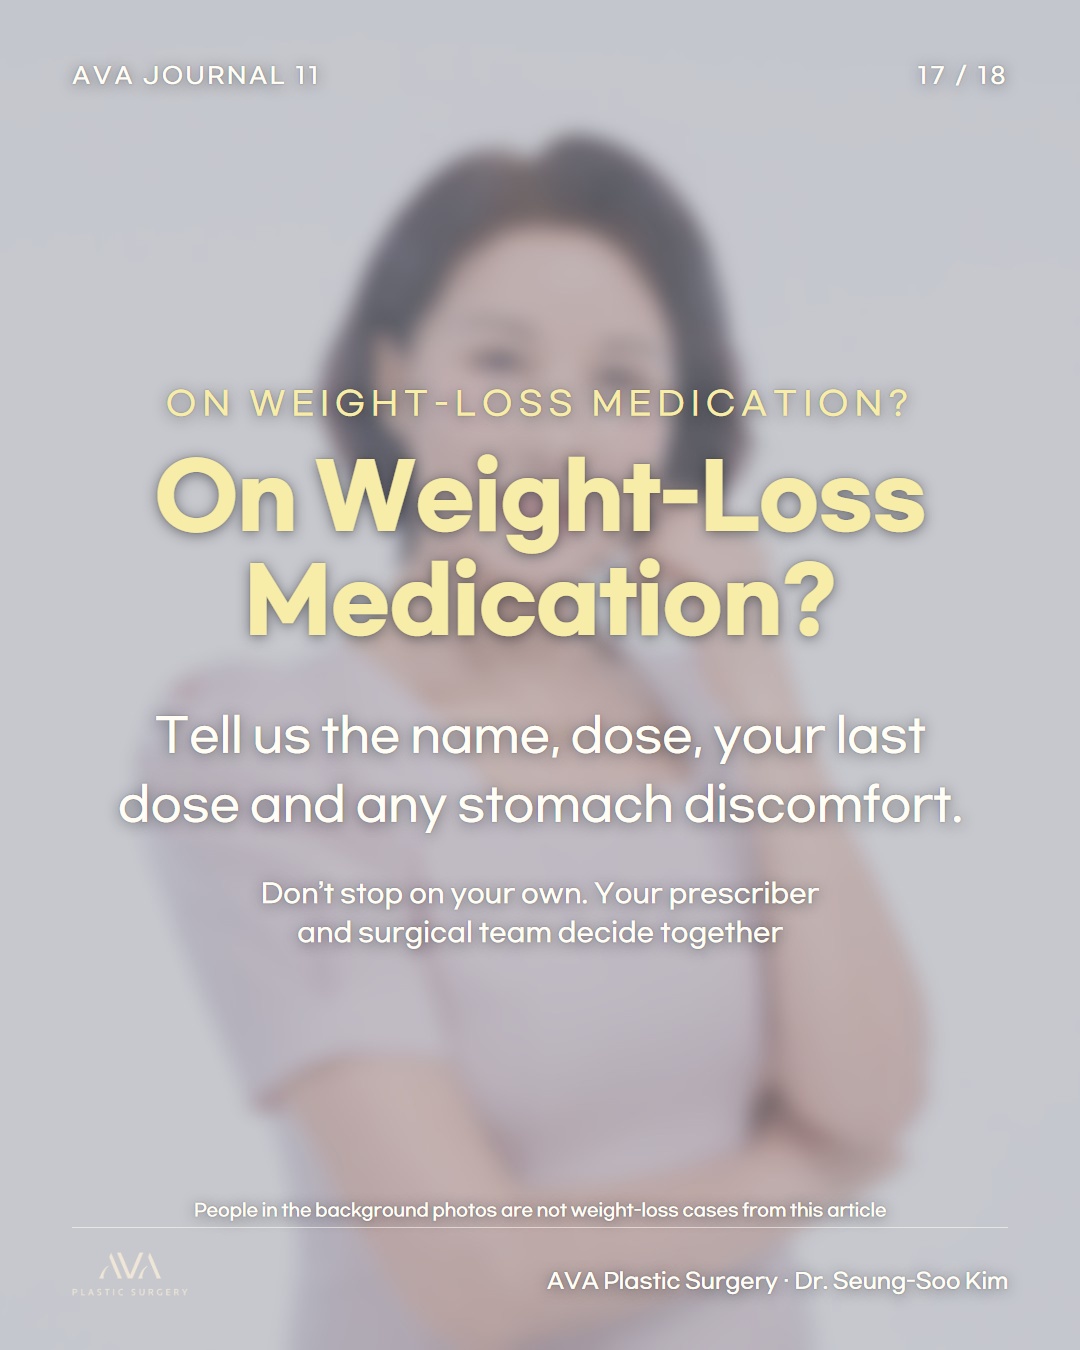 AVA JOURNAL 11
17 / 18
ON WEIGHT-LOSS MEDICATION?
On Weight-Loss
Medication?
Tell us the name, dose, your last
dose and any stomach discomfort.
Don’t stop on your own. Your prescriber
and surgical team decide together
People in the background photos are not weight-loss cases from this article
AVA
PLASTIC SURGERY
AVA Plastic Surgery · Dr. Seung-Soo Kim